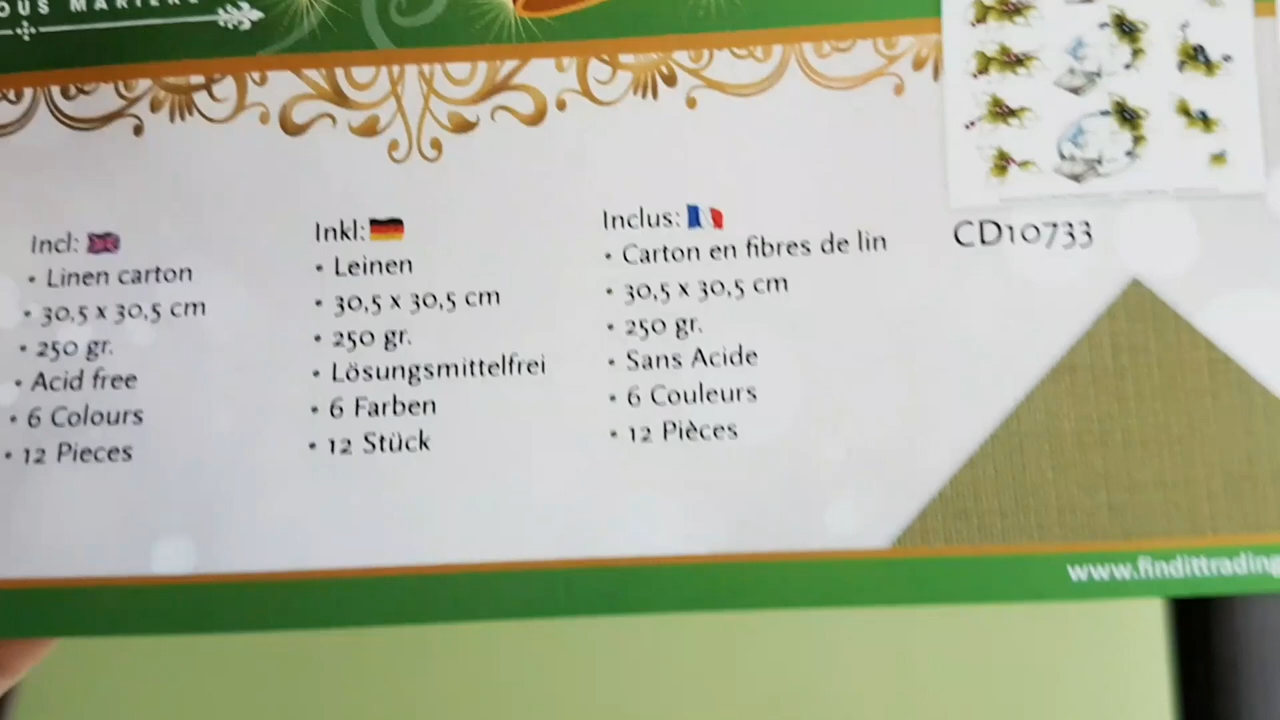 Incl:
• Linen carton
• 30,5 x 30,5 cm
• 250 gr.
• Acid free
• 6 Colours
• 12 Pieces
Inkl:
• Leinen
• 30,5 x 30,5 cm
• 250 gr.
• Lösungsmittelfrei
• 6 Farben
• 12 Stück
Inclus:
• Carton en fibres de lin
• 30,5 x 30,5 cm
• 250 gr.
• Sans Acide
• 6 Couleurs
• 12 Pièces
CD10733
www.findittrading